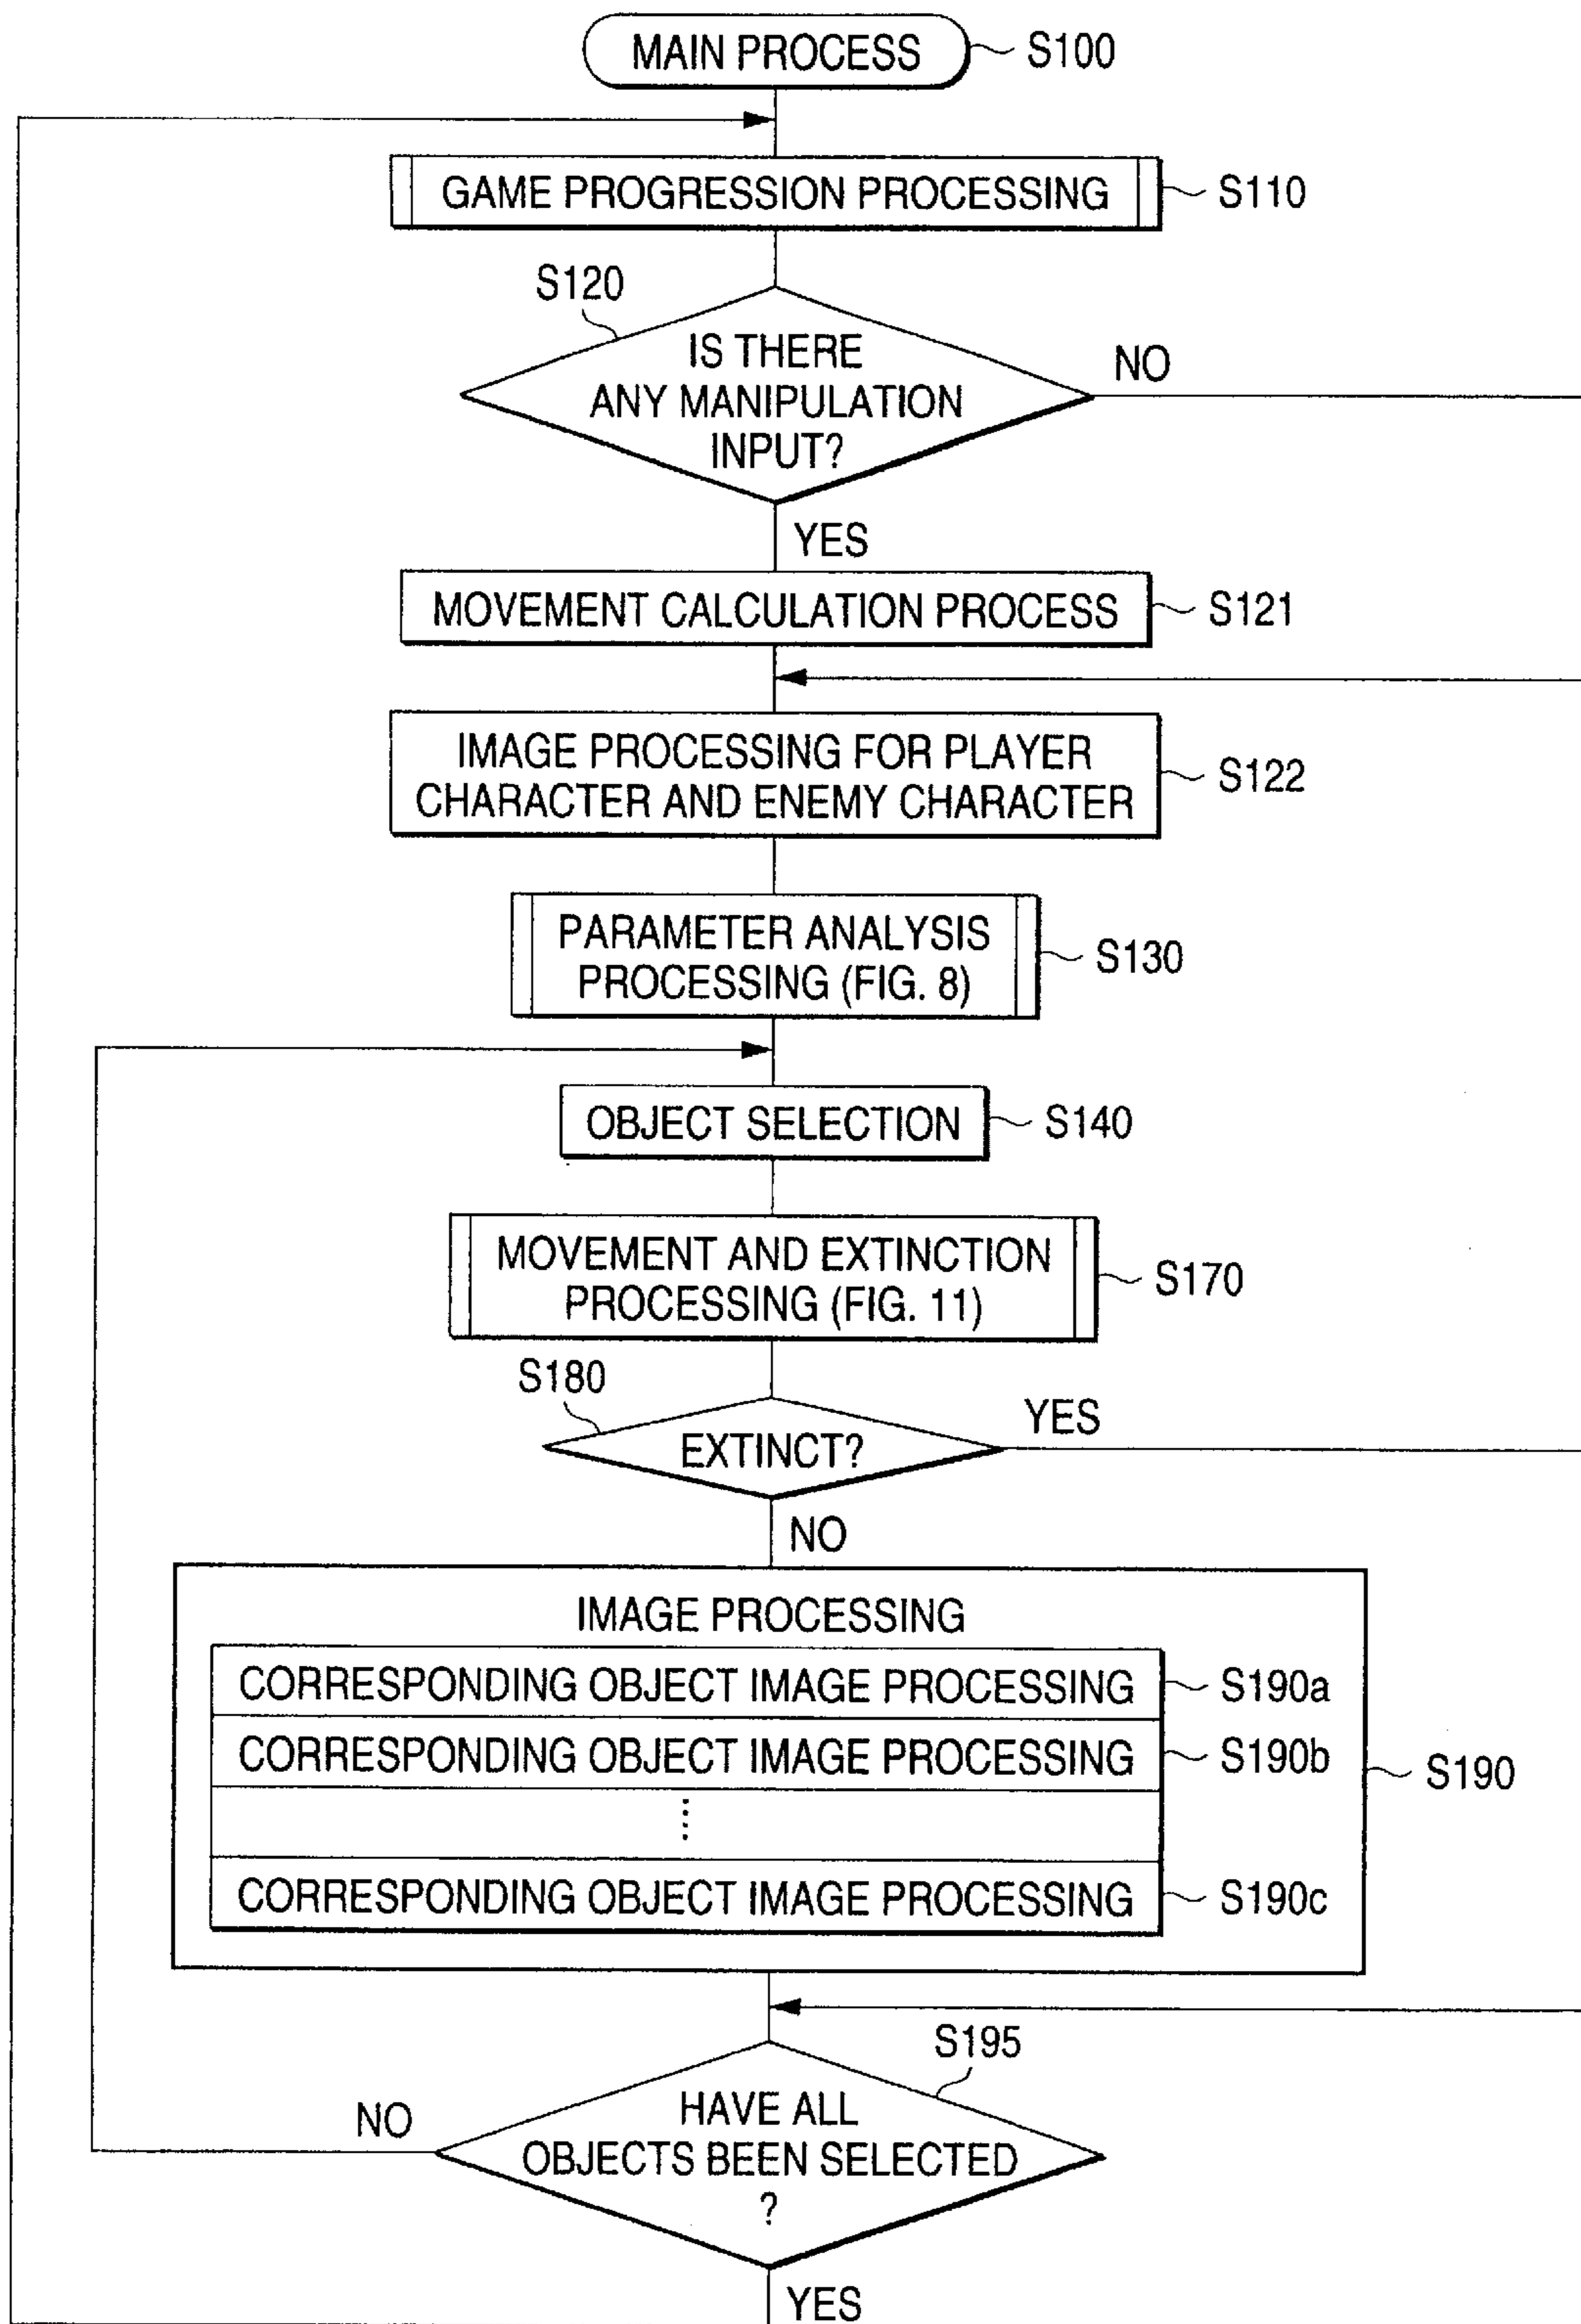 MAIN PROCESS
S100
GAME PROGRESSION PROCESSING
S110
S120
IS THERE
ANY MANIPULATION
INPUT?
NO
YES
MOVEMENT CALCULATION PROCESS
S121
IMAGE PROCESSING FOR PLAYER
CHARACTER AND ENEMY CHARACTER
S122
PARAMETER ANALYSIS
PROCESSING (FIG. 8)
S130
OBJECT SELECTION
S140
MOVEMENT AND EXTINCTION
PROCESSING (FIG. 11)
S170
S180
EXTINCT?
YES
NO
IMAGE PROCESSING
CORRESPONDING OBJECT IMAGE PROCESSING
S190a
CORRESPONDING OBJECT IMAGE PROCESSING
S190b
S190
CORRESPONDING OBJECT IMAGE PROCESSING
S190c
S195
HAVE ALL
OBJECTS BEEN SELECTED
?
NO
YES